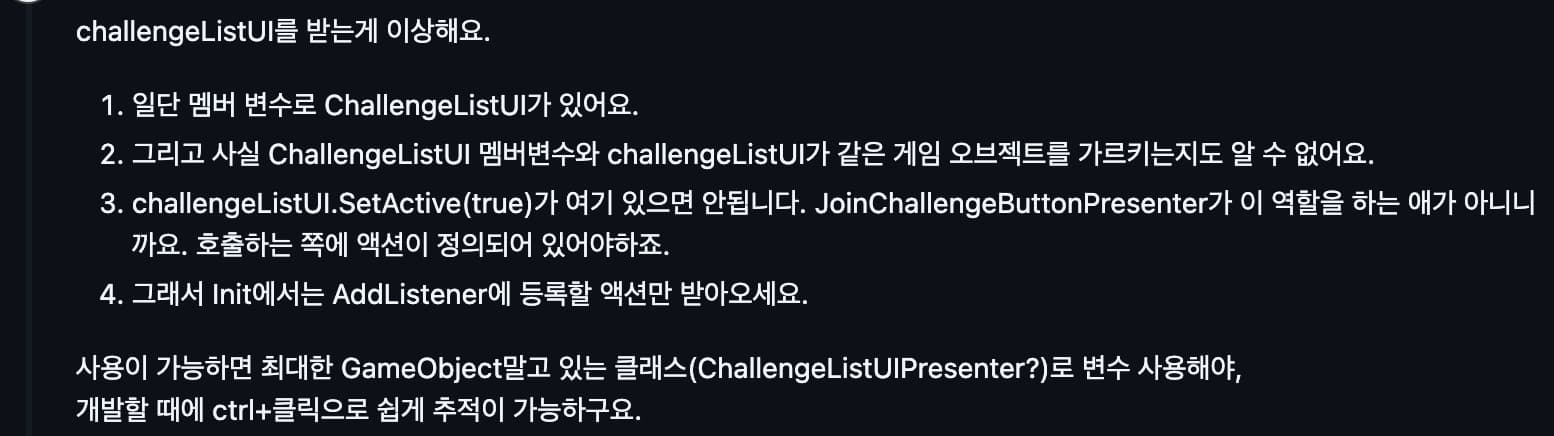 challengeListUI를 받는게 이상해요.
1. 일단 멤버 변수로 ChallengeListUI가 있어요.
2. 그리고 사실 ChallengeListUI 멤버변수와 challengeListUI가 같은 게임 오브젝트를 가르키는지도 알 수 없어요.
3. challengeListUI.SetActive(true)가 여기 있으면 안됩니다. JoinChallengeButtonPresenter가 이 역할을 하는 애가 아니니
까요. 호출하는 쪽에 액션이 정의되어 있어야하죠.
4. 그래서 Init에서는 AddListener에 등록할 액션만 받아오세요.
사용이 가능하면 최대한 GameObject말고 있는 클래스(ChallengeListUIPresenter?)로 변수 사용해야,
개발할 때에 ctrl+클릭으로 쉽게 추적이 가능하구요.